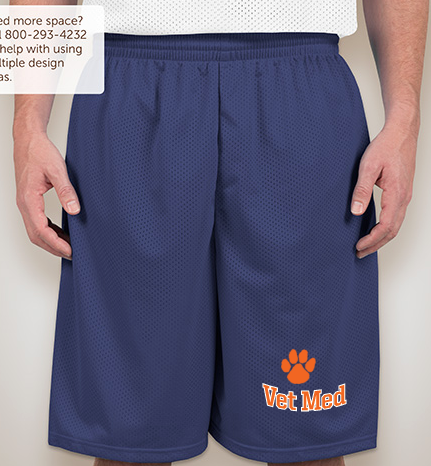 ed more space?
800-293-4232
help with using
ltiple design
as.
Vet Med